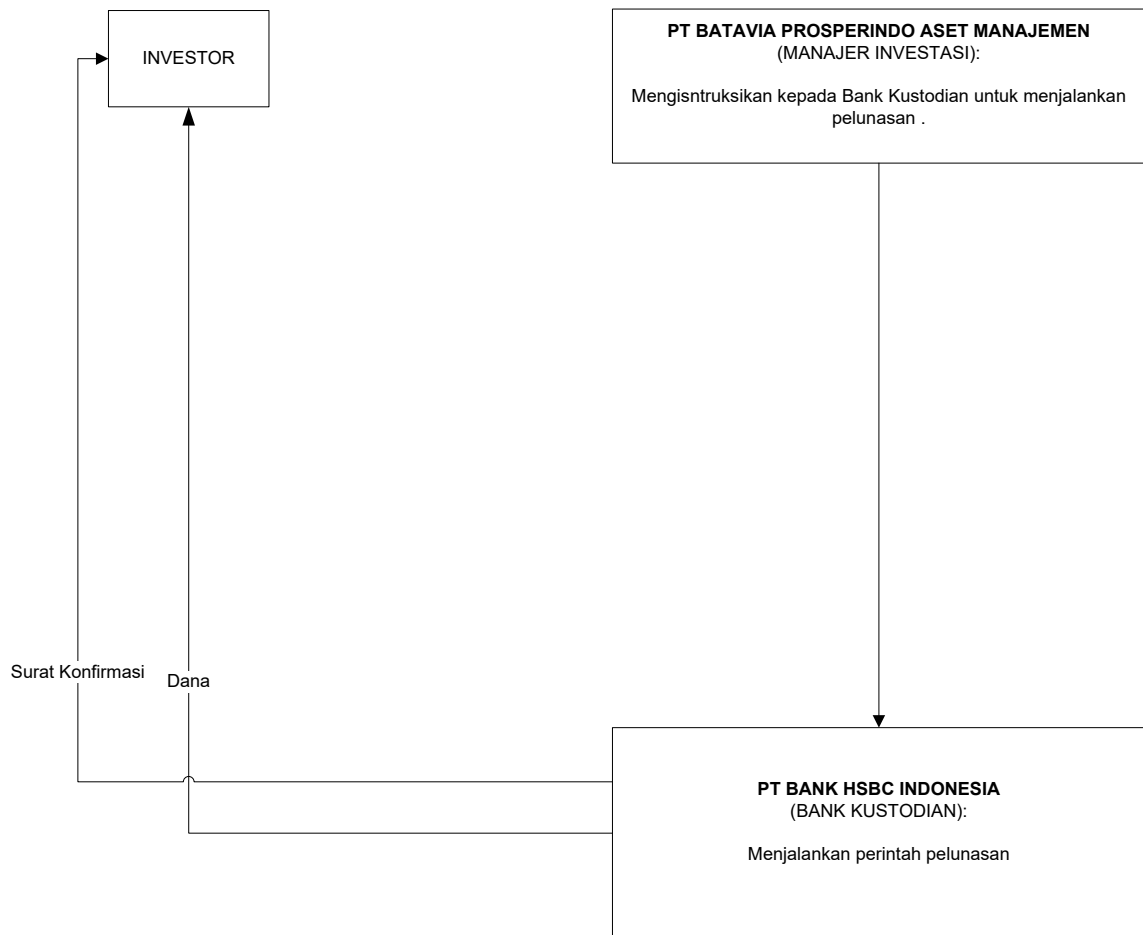 INVESTOR
PT BATAVIA PROSPERINDO ASET MANAJEMEN
(MANAJER INVESTASI):
Mengisntruksikan kepada Bank Kustodian untuk menjalankan
pelunasan .
Surat Konfirmasi
Dana
PT BANK HSBC INDONESIA
(BANK KUSTODIAN):
Menjalankan perintah pelunasan